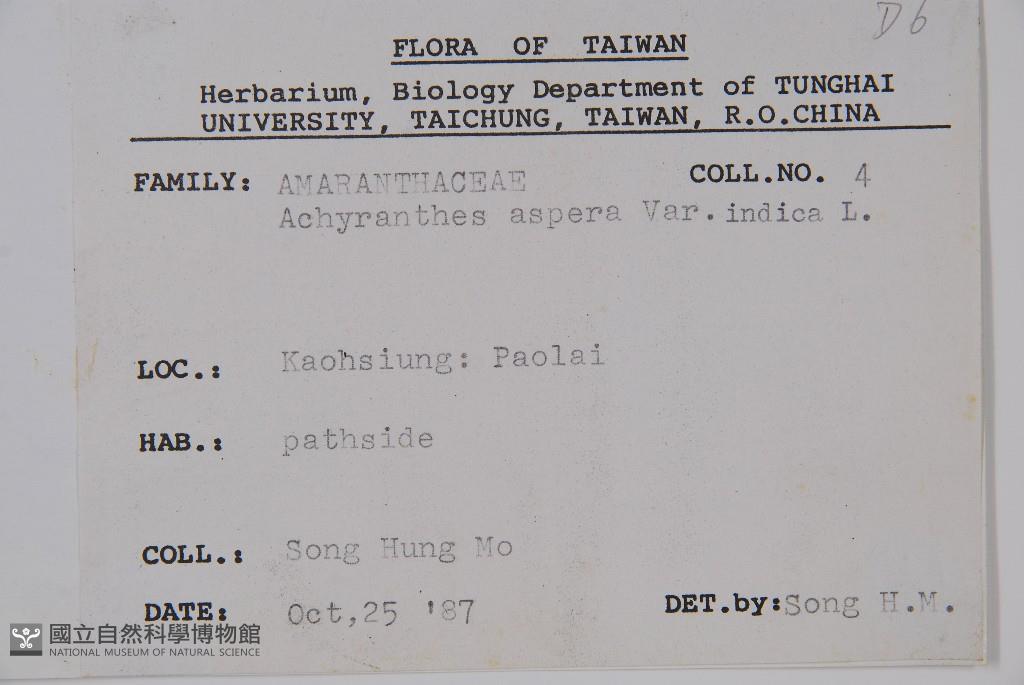 D6
FLORA OF TAIWAN
Herbarium, Biology Department of TUNGHAI
UNIVERSITY, TAICHUNG, TAIWAN, R.O.CHINA
FAMILY: AMARANTHACEAE COLL.NO. 4
Achyranthes aspera Var. indica L.
LOC.: Kaohsiung: Paolai
HAB.: pathside
COLL.: Song Hung Mo
DATE: Oct,25 '87 DET.by:Song H.M.
國立自然科學博物館
NATIONAL MUSEUM OF NATURAL SCIENCE